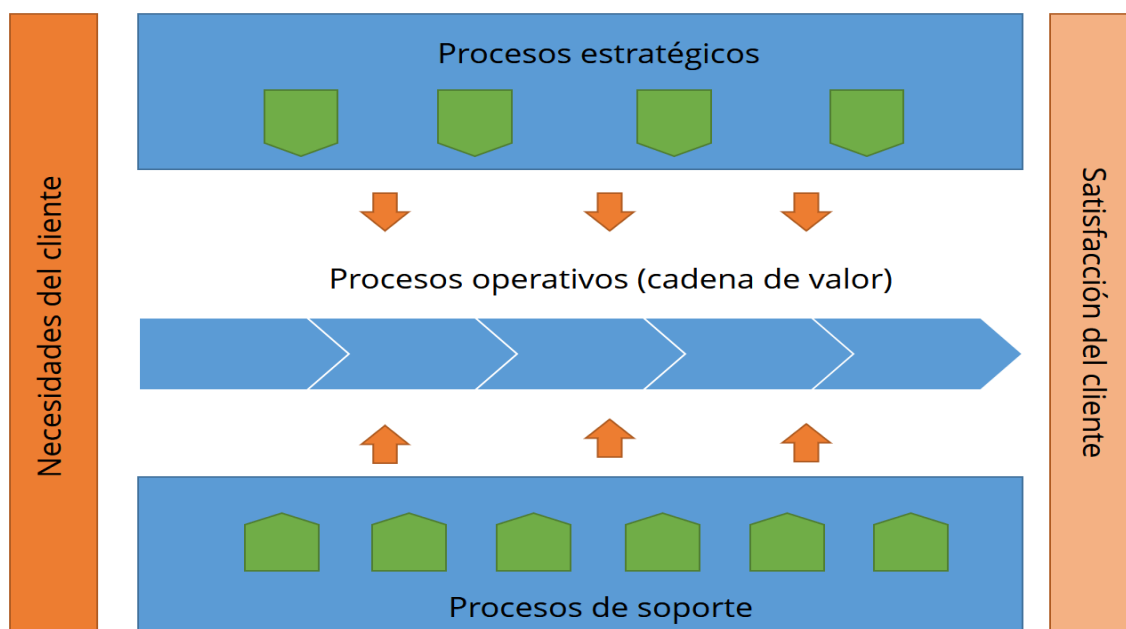 Necesidades del cliente
Procesos estratégicos
Procesos operativos (cadena de valor)
Procesos de soporte
Satisfacción del cliente